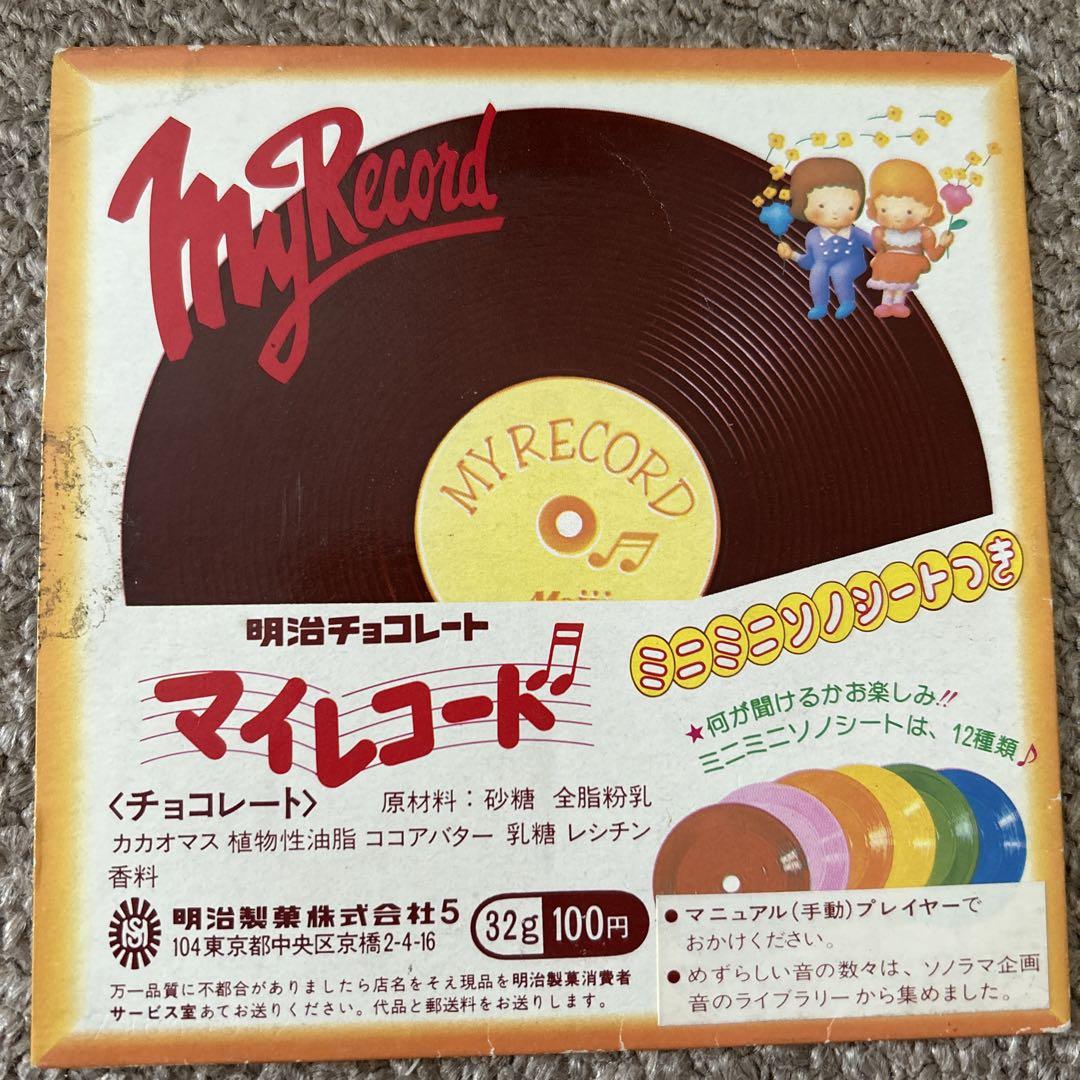 My Record
MY RECORD
明治チョコレート
マイレコード
ミニミニソノシートつき
★何が聞けるかお楽しみ!!
ミニミニソノシートは、12種類♪
〈チョコレート〉 原材料：砂糖 全脂粉乳
カカオマス 植物性油脂 ココアバター 乳糖 レシチン
香料
明治製菓株式会社5
104東京都中央区京橋2-4-16
32g 100円
万一品質に不都合がありましたら店名をそえ現品を明治製菓消費者
サービス室あてお送りください。代品と郵送料をお送りします。
●マニュアル(手動)プレイヤーで
おかけください。
●めずらしい音の数々は、ソノラマ企画
音のライブラリーから集めました。